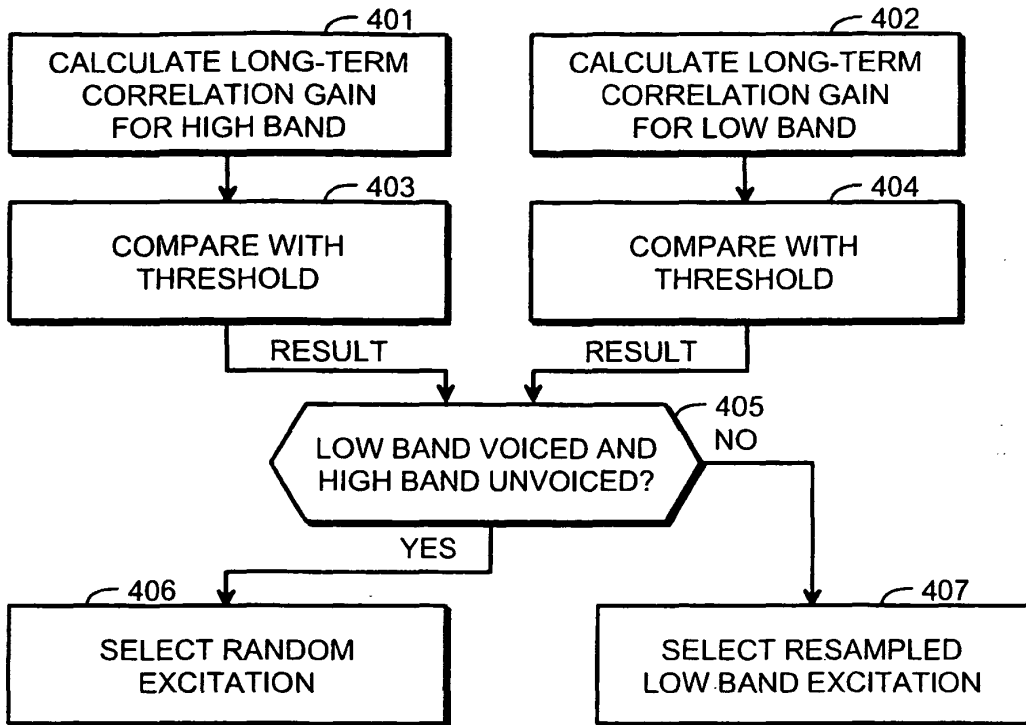 401
CALCULATE LONG-TERM
CORRELATION GAIN
FOR HIGH BAND
402
CALCULATE LONG-TERM
CORRELATION GAIN
FOR LOW BAND
403
COMPARE WITH
THRESHOLD
404
COMPARE WITH
THRESHOLD
RESULT
RESULT
405
LOW BAND VOICED AND
HIGH BAND UNVOICED?
NO
YES
406
SELECT RANDOM
EXCITATION
407
SELECT RESAMPLED
LOW BAND EXCITATION